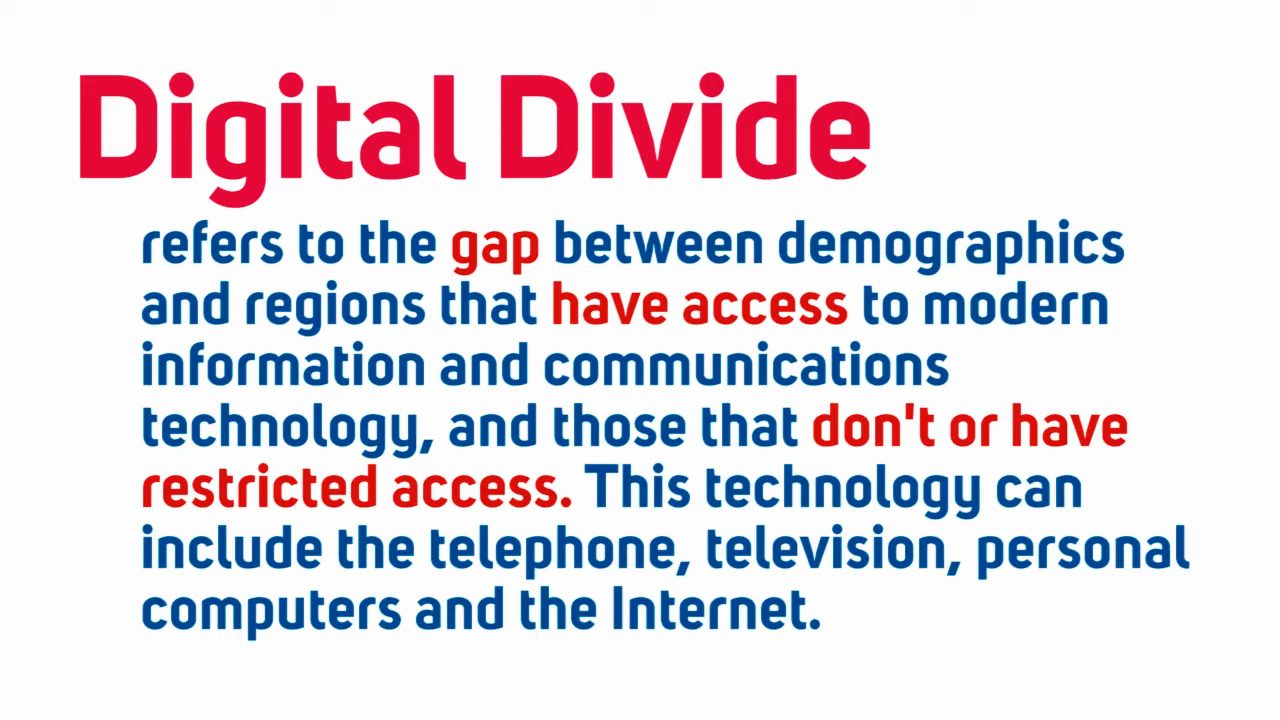 Digital Divide
refers to the gap between demographics
and regions that have access to modern
information and communications
technology, and those that don't or have
restricted access. This technology can
include the telephone, television, personal
computers and the Internet.